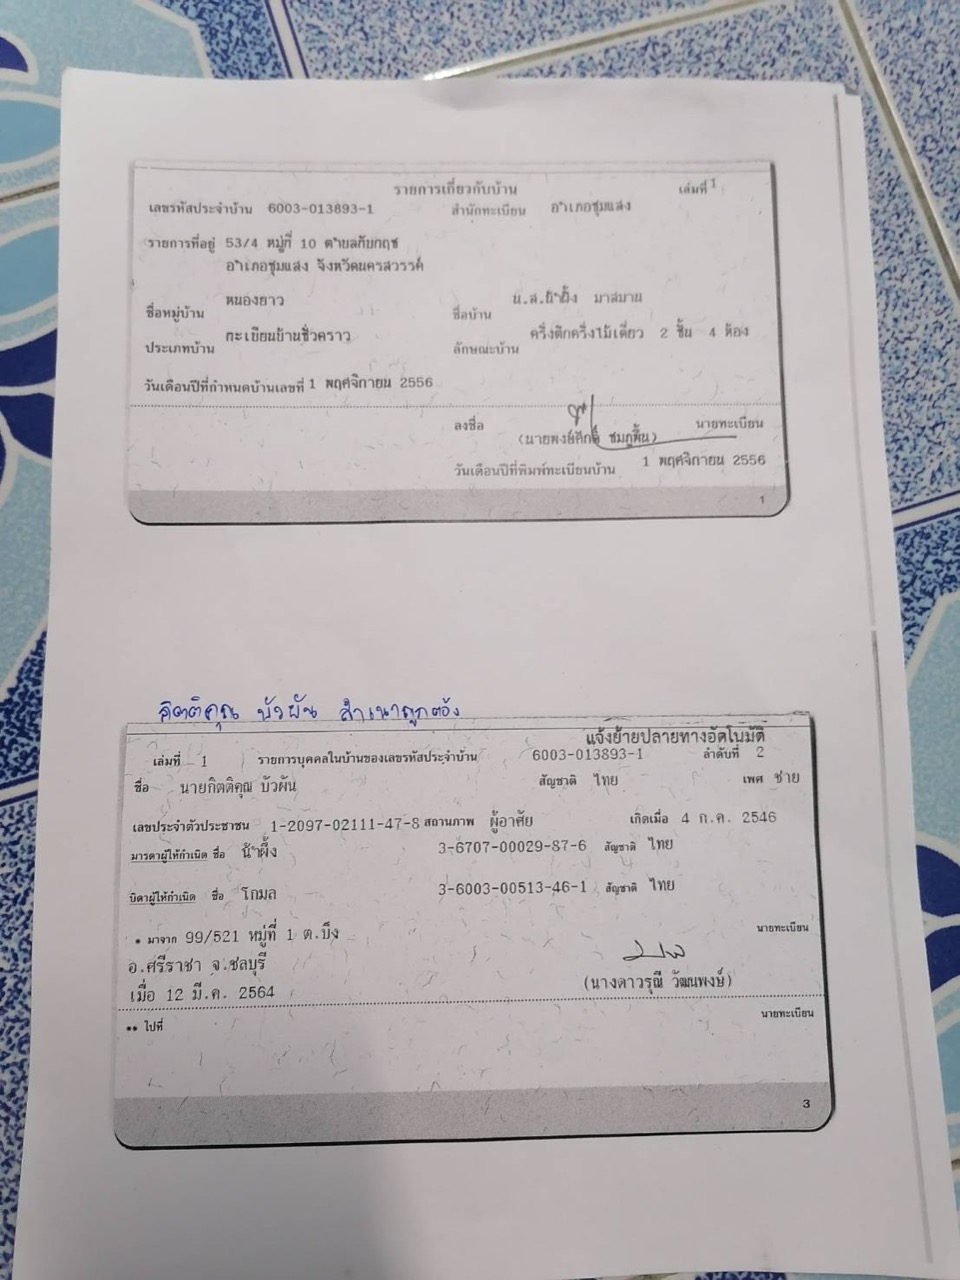 รายการเกี่ยวกับบ้าน เล่มที่ 1
เลขรหัสประจำบ้าน 6003-013893-1 สำนักทะเบียน อำเภอชุมแสง
รายการที่อยู่ 53/4 หมู่ที่ 10 ตำบลทับกฤช
อำเภอชุมแสง จังหวัดนครสวรรค์
ชื่อหมู่บ้าน หนองยาว ชื่อบ้าน น.ส.น้ำผึ้ง มาสมาน
ประเภทบ้าน ทะเบียนบ้านชั่วคราว ลักษณะบ้าน ครึ่งตึกครึ่งไม้เดี่ยว 2 ชั้น 4 ห้อง
วันเดือนปีที่กำหนดบ้านเลขที่ 1 พฤศจิกายน 2556
ลงชื่อ นายทะเบียน
(นายพงษ์ศักดิ์ ชมภูพื้น)
วันเดือนปีที่พิมพ์ทะเบียนบ้าน 1 พฤศจิกายน 2556
1
กิตติคุณ บัวผัน สำเนาถูกต้อง
แจ้งย้ายปลายทางอัตโนมัติ
เล่มที่ 1 รายการบุคคลในบ้านของเลขรหัสประจำบ้าน 6003-013893-1 ลำดับที่ 2
ชื่อ นายกิตติคุณ บัวผัน สัญชาติ ไทย เพศ ชาย
เลขประจำตัวประชาชน 1-2097-02111-47-8 สถานภาพ ผู้อาศัย เกิดเมื่อ 4 ก.ค. 2546
มารดาผู้ให้กำเนิด ชื่อ น้ำผึ้ง 3-6707-00029-87-6 สัญชาติ ไทย
บิดาผู้ให้กำเนิด ชื่อ โกมล 3-6003-00513-46-1 สัญชาติ ไทย
* มาจาก 99/521 หมู่ที่ 1 ต.บึง นายทะเบียน
อ.ศรีราชา จ.ชลบุรี
เมื่อ 12 มี.ค. 2564 (นางดาวรุณี วัฒนพงษ์)
** ไปที่ นายทะเบียน
3